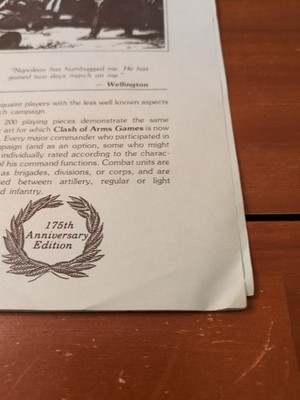 "Napoleon has humbugged me. He has
gained two days march on me."
— Wellington
quaint players with the less well known aspects
ch campaign.
200 playing pieces demonstrate the same
art for which Clash of Arms Games is now
. Every major commander who participated in
mpaign (and as an option, some who might
individually rated according to the charac-
of his command functions. Combat units are
as brigades, divisions, or corps, and are
ted between artillery, regular or light
d infantry.
175th
Anniversary
Edition